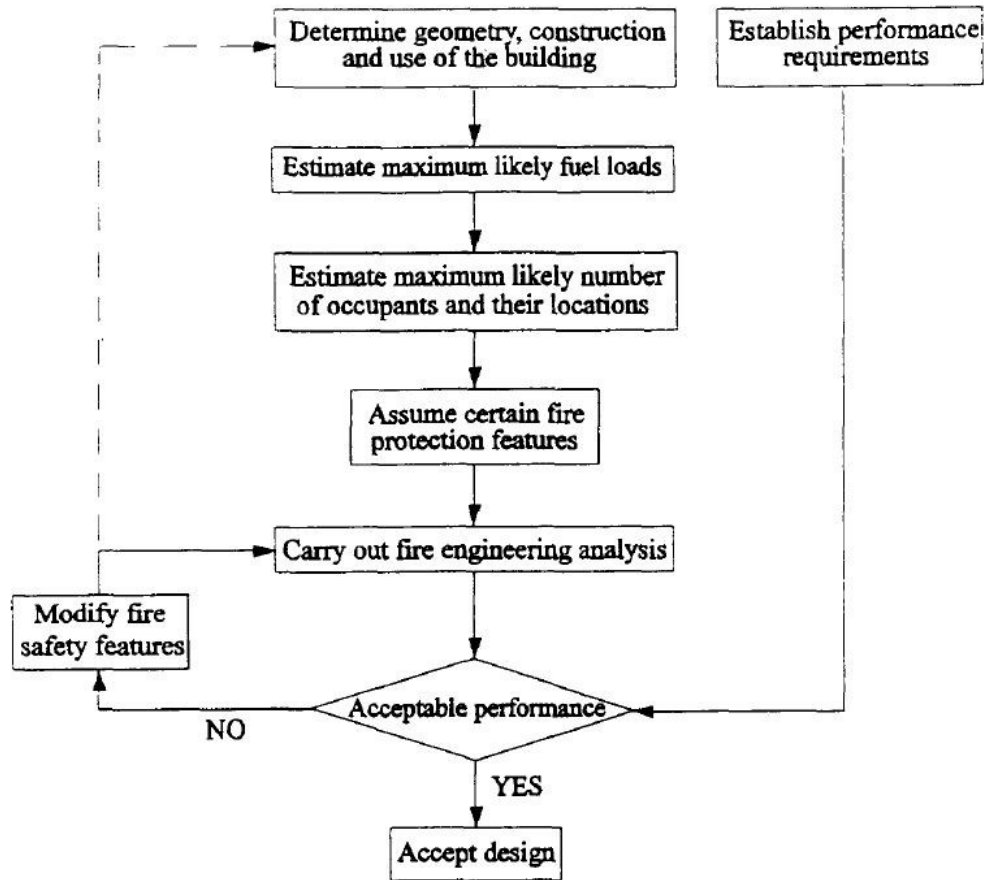 Determine geometry, construction
and use of the building
Establish performance
requirements
Estimate maximum likely fuel loads
Estimate maximum likely number
of occupants and their locations
Assume certain fire
protection features
Carry out fire engineering analysis
Modify fire
safety features
Acceptable performance
NO
YES
Accept design